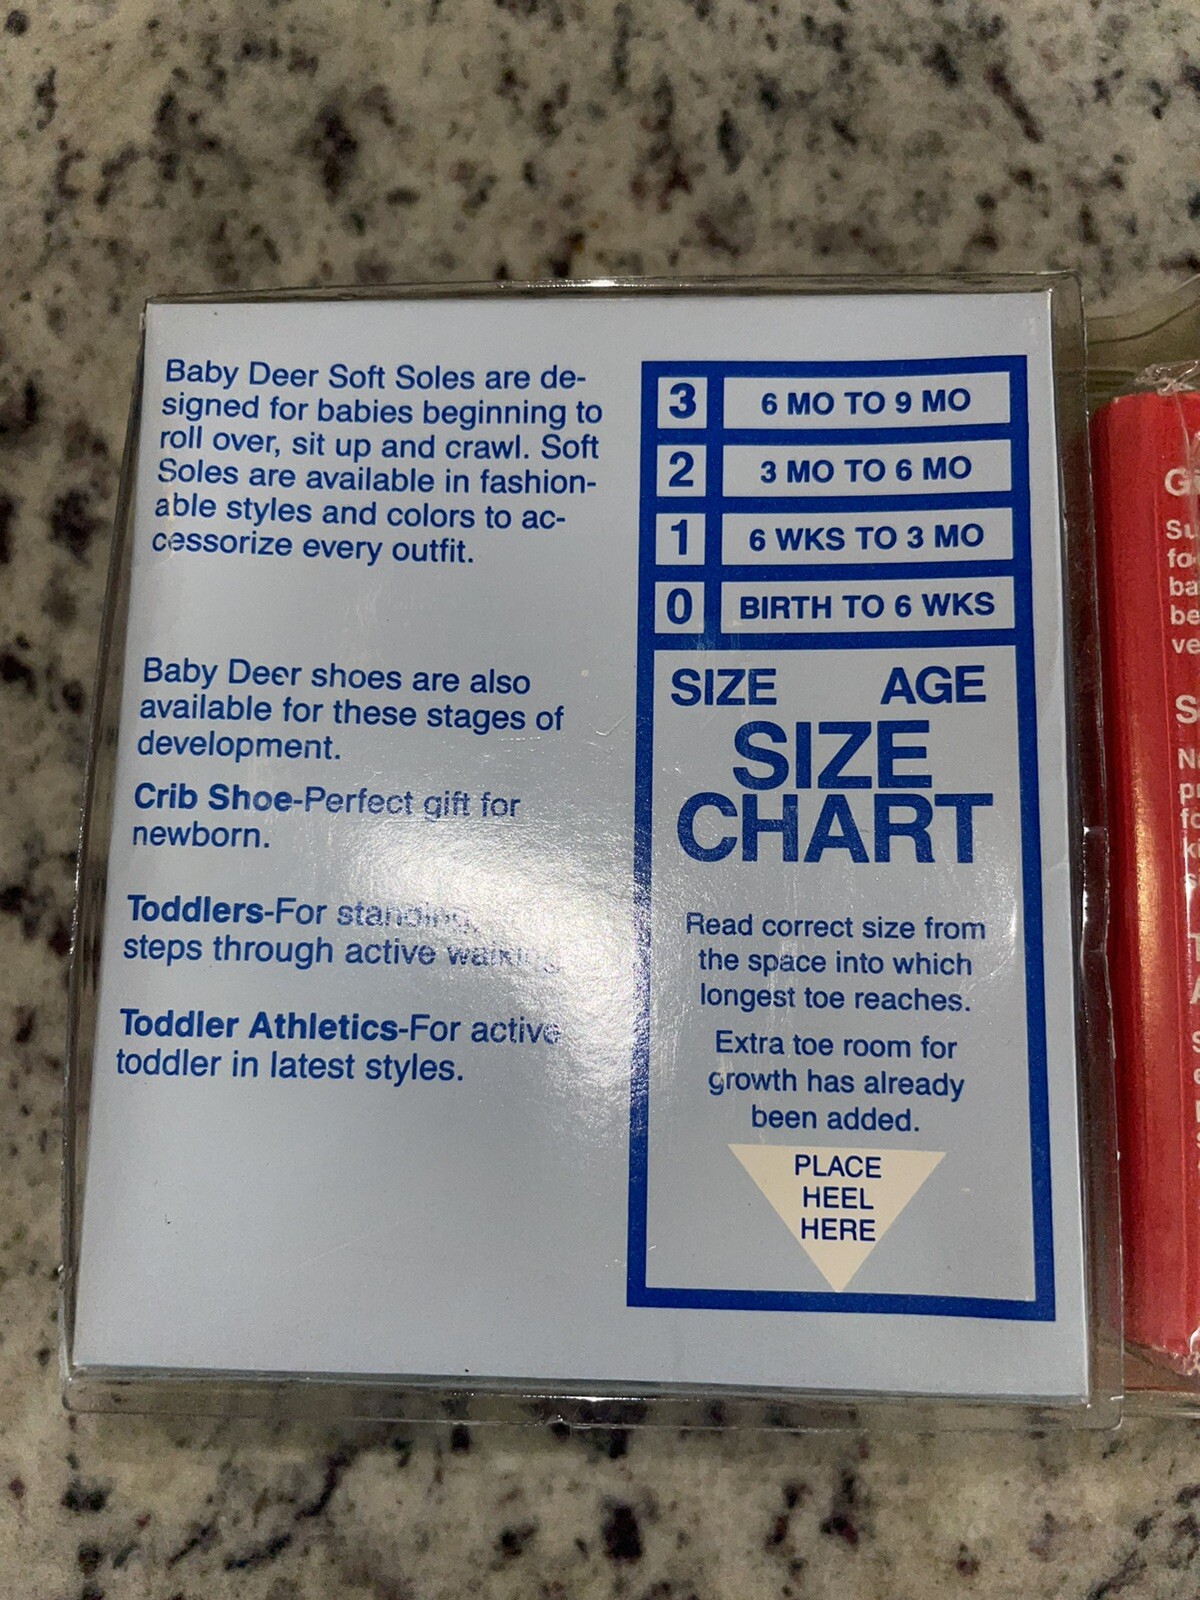 Baby Deer Soft Soles are de-
signed for babies beginning to
roll over, sit up and crawl. Soft
Soles are available in fashion-
able styles and colors to ac-
cessorize every outfit.
Baby Deer shoes are also
available for these stages of
development.
Crib Shoe-Perfect gift for
newborn.
Toddlers-For standing,
steps through active walking.
Toddler Athletics-For active
toddler in latest styles.
3 6 MO TO 9 MO
2 3 MO TO 6 MO
1 6 WKS TO 3 MO
0 BIRTH TO 6 WKS
SIZE AGE
SIZE
CHART
Read correct size from
the space into which
longest toe reaches.
Extra toe room for
growth has already
been added.
PLACE
HEEL
HERE